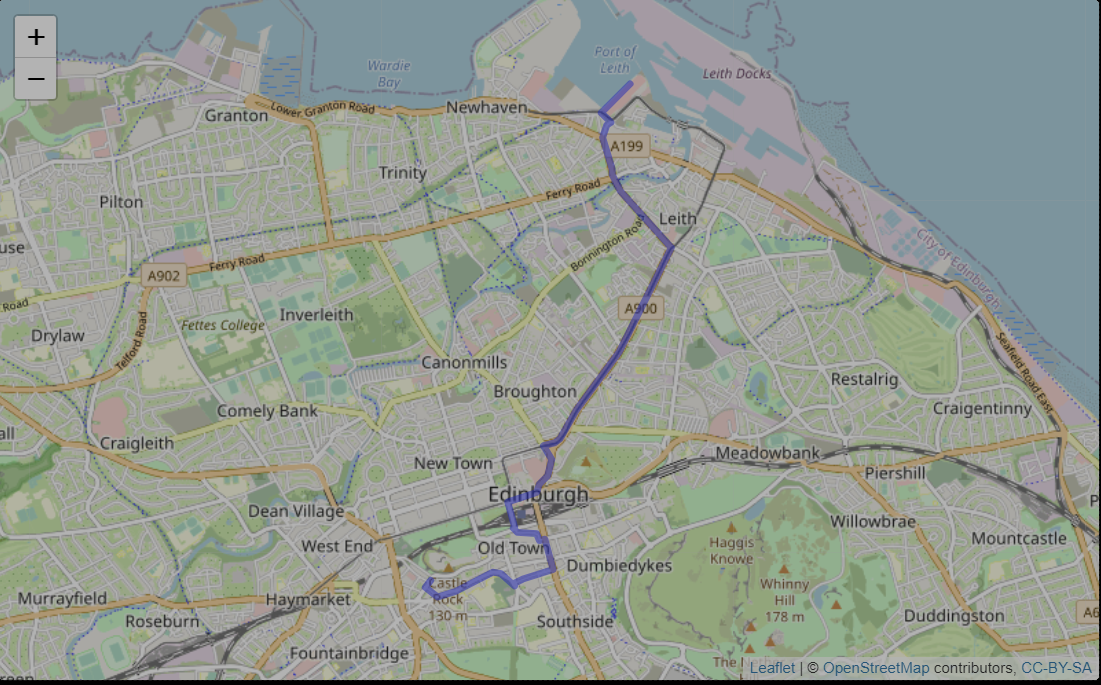 +
−
Wardie
Bay
Port of
Leith
Leith Docks
Lower Granton Road
Newhaven
Granton
A199
Trinity
Ferry Road
Pilton
Leith
Bonnington Road
use
City of Edinburgh
Ferry Road
A902
Road
A900
Inverleith
Fettes College
Drylaw
Telford Road
Canonmills
Seafield Road East
Restalrig
Broughton
Comely Bank
Craigentinny
all
Craigleith
New Town
Meadowbank
Piershill
Edinburgh
P
Dean Village
Willowbrae
West End
Old Town
Haggis
Knowe
Mountcastle
Dumbiedykes
Castle
Rock
130 m
Whinny
Hill
178 m
Murrayfield
Haymarket
A6
Roseburn
Southside
Duddingston
Fountainbridge
The
Leaflet | © OpenStreetMap contributors, CC-BY-SA